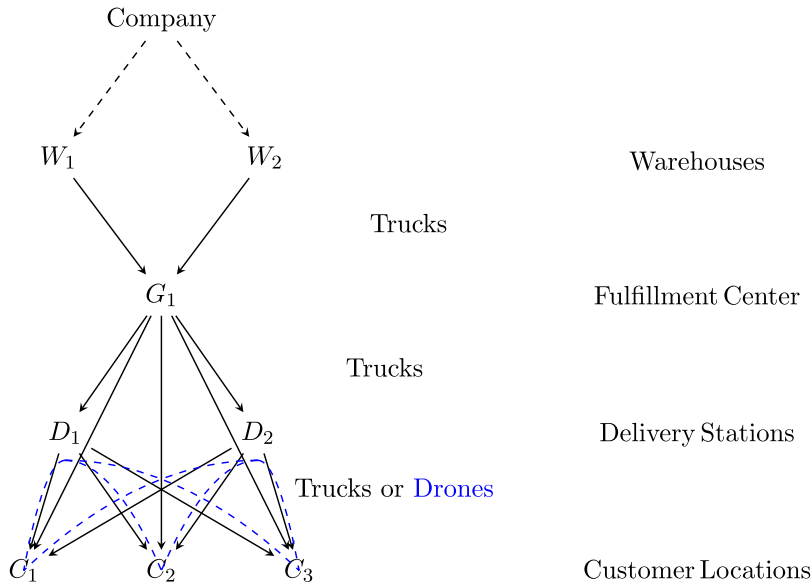 Company
W₁ W₂ Warehouses
Trucks
G₁ Fulfillment Center
Trucks
D₁ D₂ Delivery Stations
Trucks or Drones
C₁ C₂ C₃ Customer Locations